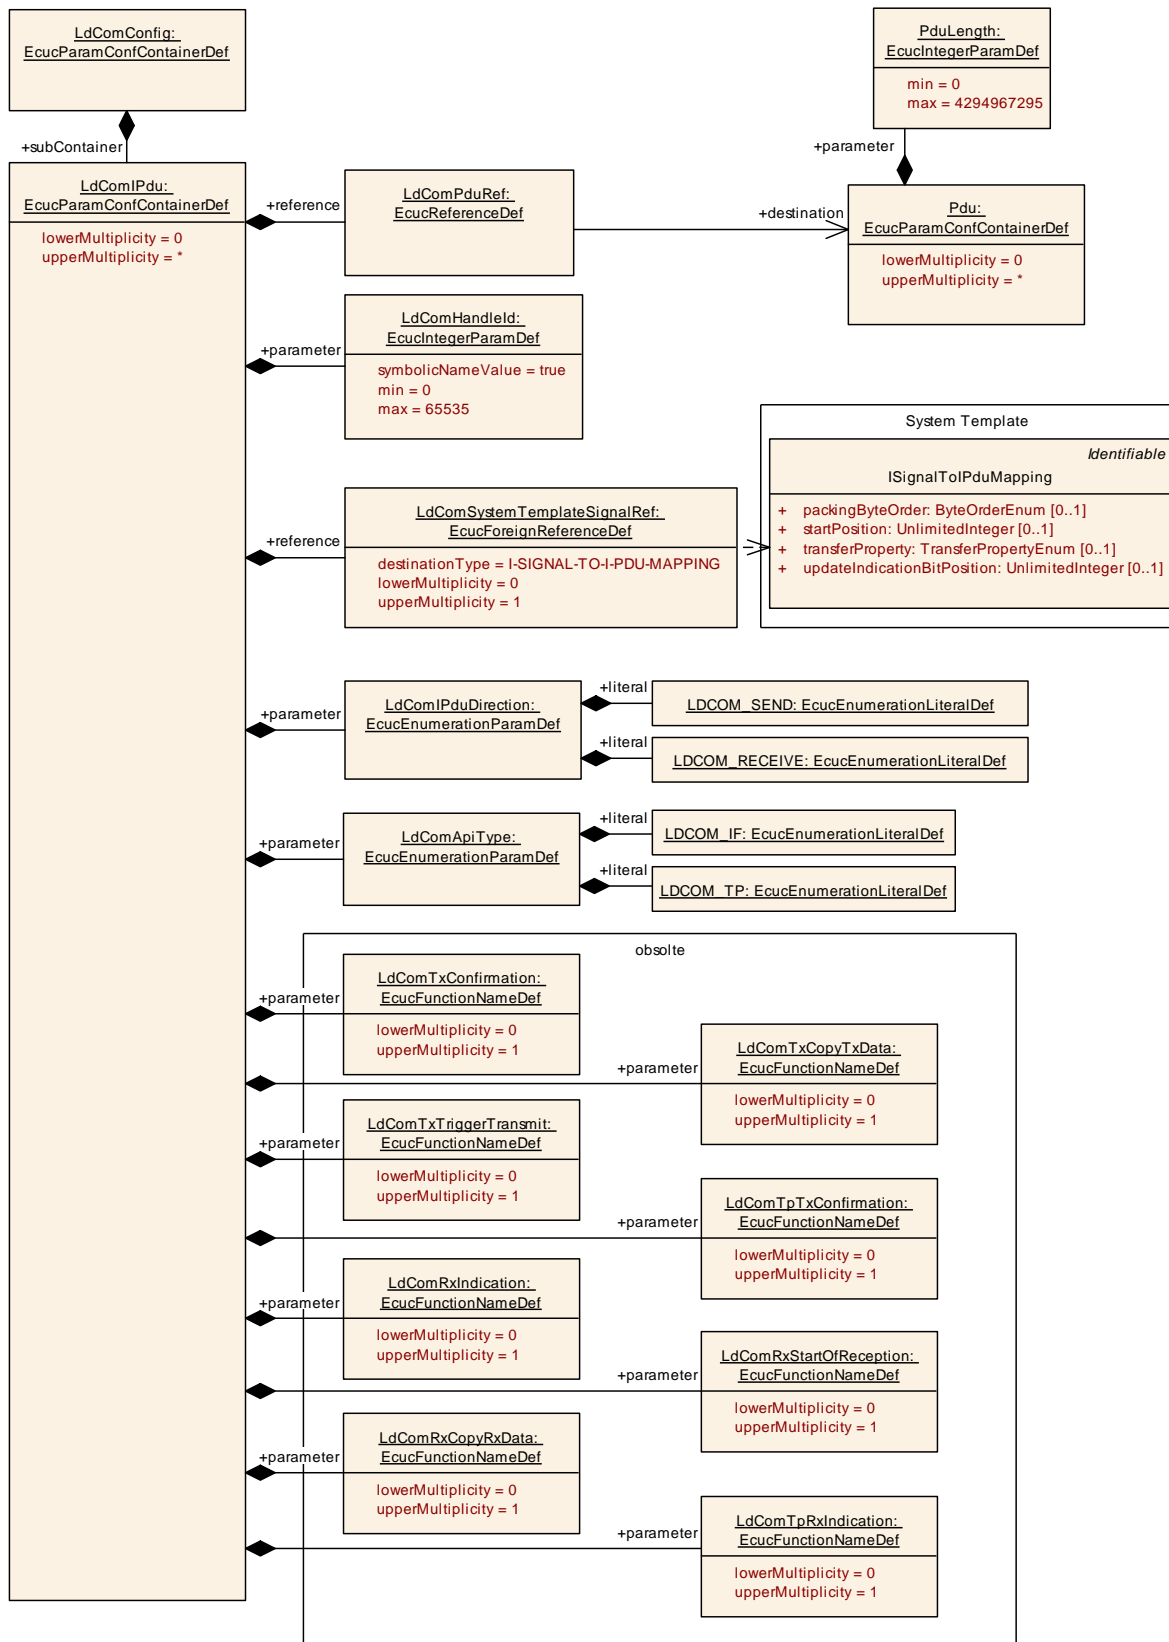 LdComConfig:
EcucParamConfContainerDef
PduLength:
EcucIntegerParamDef
min = 0
max = 4294967295
+subContainer
+parameter
LdComIPdu:
EcucParamConfContainerDef
lowerMultiplicity = 0
upperMultiplicity = *
+reference
LdComPduRef:
EcucReferenceDef
+destination
Pdu:
EcucParamConfContainerDef
lowerMultiplicity = 0
upperMultiplicity = *
+parameter
LdComHandleId:
EcucIntegerParamDef
symbolicNameValue = true
min = 0
max = 65535
System Template
Identifiable
ISignalToIPduMapping
+ packingByteOrder: ByteOrderEnum [0..1]
+ startPosition: UnlimitedInteger [0..1]
+ transferProperty: TransferPropertyEnum [0..1]
+ updateIndicationBitPosition: UnlimitedInteger [0..1]
+reference
LdComSystemTemplateSignalRef:
EcucForeignReferenceDef
destinationType = I-SIGNAL-TO-I-PDU-MAPPING
lowerMultiplicity = 0
upperMultiplicity = 1
+parameter
LdComIPduDirection:
EcucEnumerationParamDef
+literal
LDCOM_SEND: EcucEnumerationLiteralDef
+literal
LDCOM_RECEIVE: EcucEnumerationLiteralDef
+parameter
LdComApiType:
EcucEnumerationParamDef
+literal
LDCOM_IF: EcucEnumerationLiteralDef
+literal
LDCOM_TP: EcucEnumerationLiteralDef
obsolte
+parameter
LdComTxConfirmation:
EcucFunctionNameDef
lowerMultiplicity = 0
upperMultiplicity = 1
+parameter
LdComTxCopyTxData:
EcucFunctionNameDef
lowerMultiplicity = 0
upperMultiplicity = 1
+parameter
LdComTxTriggerTransmit:
EcucFunctionNameDef
lowerMultiplicity = 0
upperMultiplicity = 1
+parameter
LdComTpTxConfirmation:
EcucFunctionNameDef
lowerMultiplicity = 0
upperMultiplicity = 1
+parameter
LdComRxIndication:
EcucFunctionNameDef
lowerMultiplicity = 0
upperMultiplicity = 1
+parameter
LdComRxStartOfReception:
EcucFunctionNameDef
lowerMultiplicity = 0
upperMultiplicity = 1
+parameter
LdComRxCopyRxData:
EcucFunctionNameDef
lowerMultiplicity = 0
upperMultiplicity = 1
+parameter
LdComTpRxIndication:
EcucFunctionNameDef
lowerMultiplicity = 0
upperMultiplicity = 1